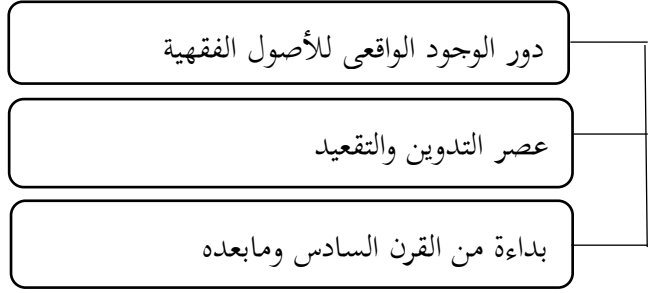 دور الوجود الواقعى للأصول الفقهية
عصر التدوين والتقعيد
بداءة من القرن السادس ومابعده